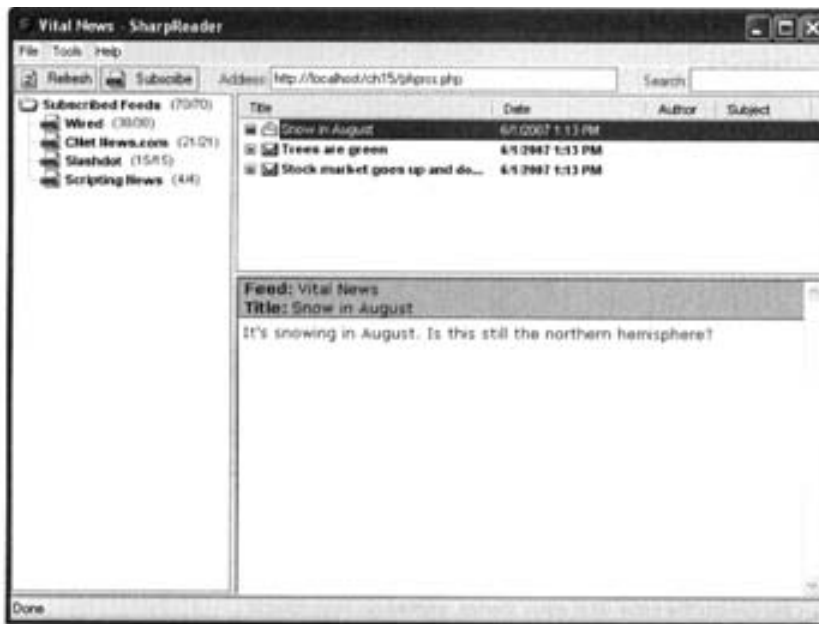 Vital News - SharpReader
File Tools Help
Refresh Subscribe Address: http://localhost/ch15/phprss.php Search:
Subscribed Feeds (70/70)
Wired (30/30)
CNet News.com (21/21)
Slashdot (15/15)
Scripting News (4/4)
Title Date Author Subject
Snow in August 6/1/2007 1:13 PM
Trees are green 6/1/2007 1:13 PM
Stock market goes up and do... 6/1/2007 1:13 PM
Feed: Vital News
Title: Snow in August
It's snowing in August. Is this still the northern hemisphere?
Done